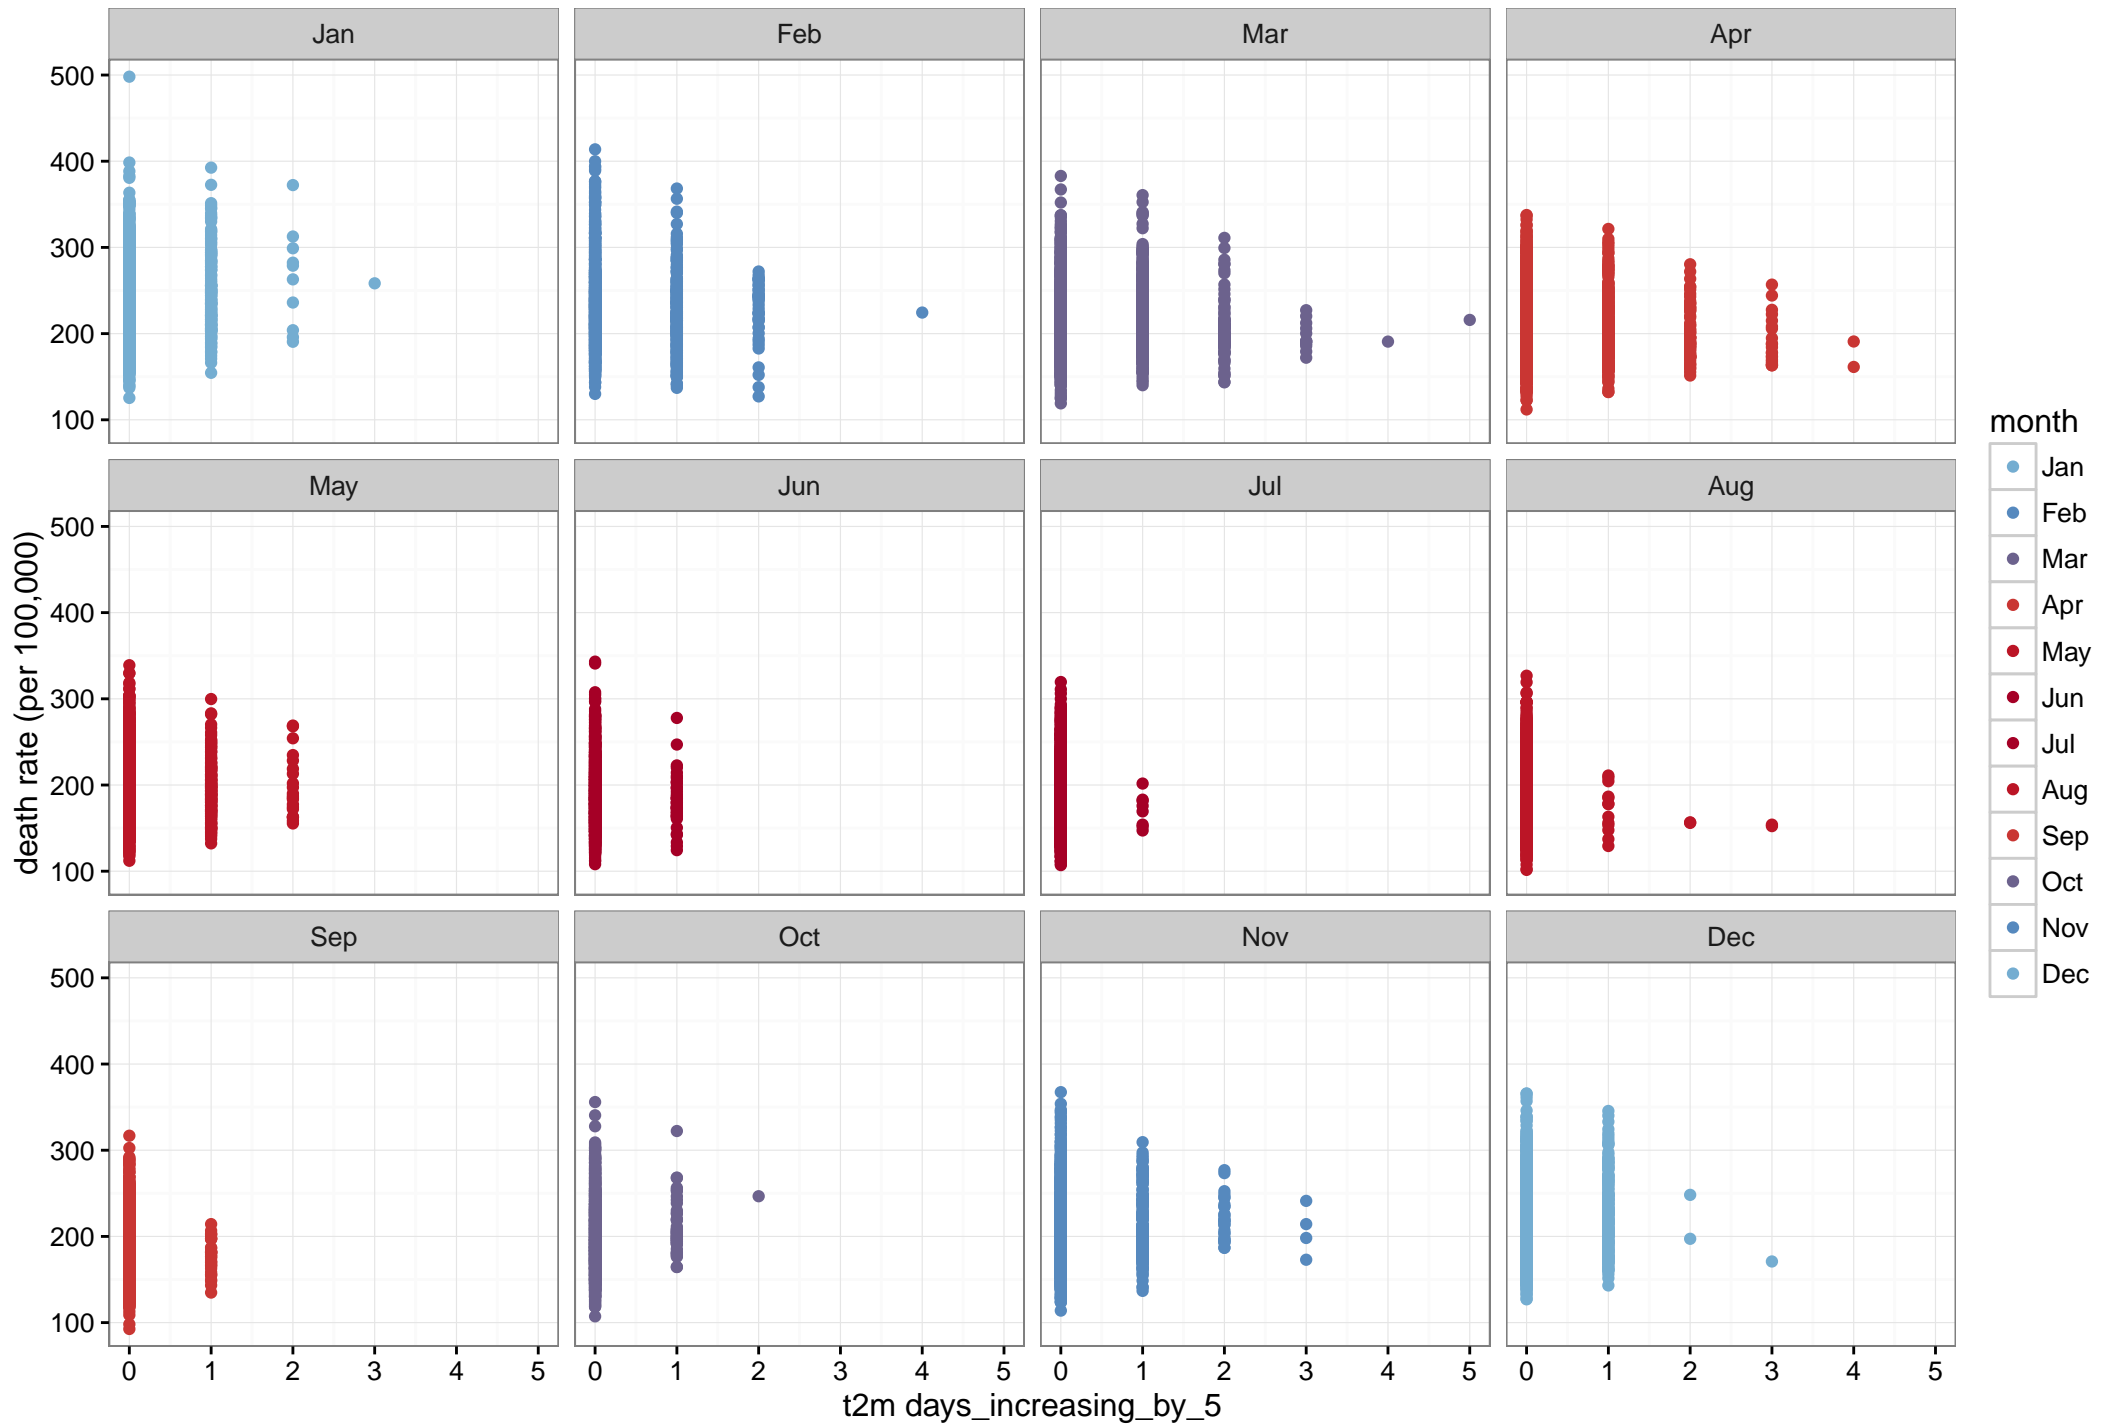 Jan Feb Mar Apr
500
400
300
200
100
May Jun Jul Aug
500
400
300
200
100
Sep Oct Nov Dec
500
400
300
200
100
0 1 2 3 4 5 0 1 2 3 4 5 0 1 2 3 4 5 0 1 2 3 4 5
t2m days_increasing_by_5
death rate (per 100,000)
month
Jan
Feb
Mar
Apr
May
Jun
Jul
Aug
Sep
Oct
Nov
Dec